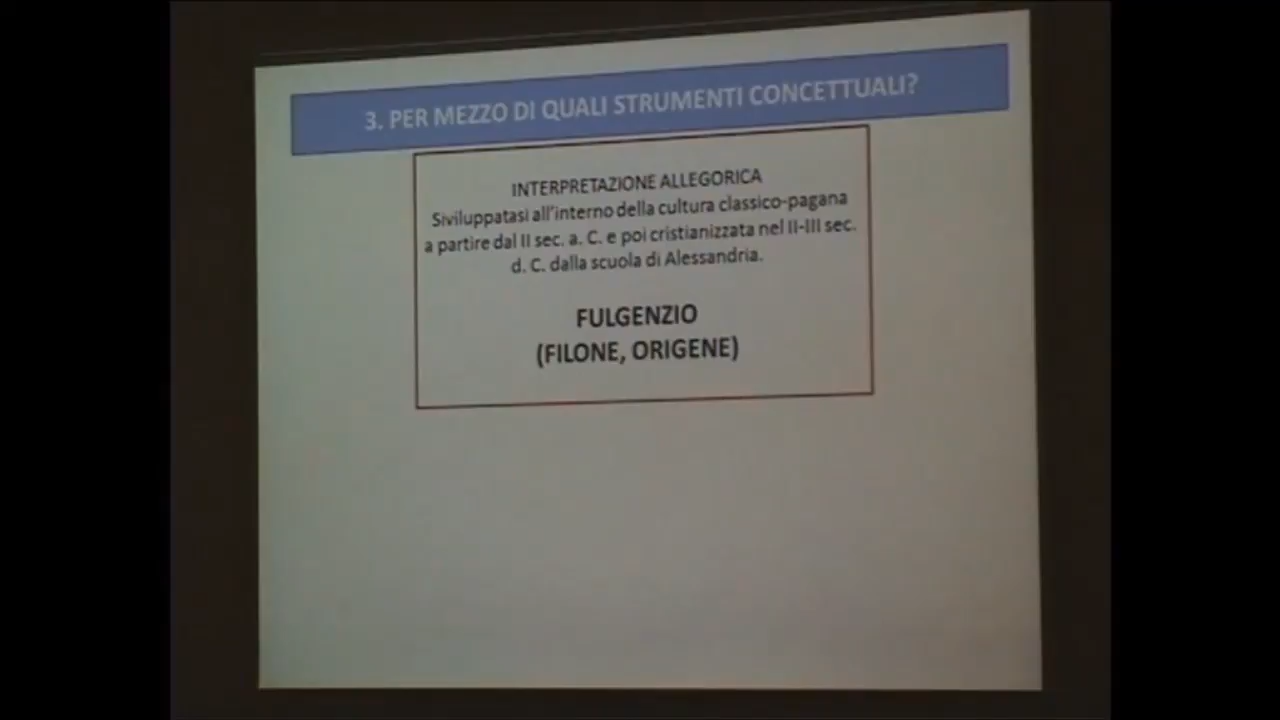 3. PER MEZZO DI QUALI STRUMENTI CONCETTUALI?
INTERPRETAZIONE ALLEGORICA
Siviluppatasi all'interno della cultura classico-pagana
a partire dal II sec. a. C. e poi cristianizzata nel II-III sec.
d. C. dalla scuola di Alessandria.
FULGENZIO
(FILONE, ORIGENE)